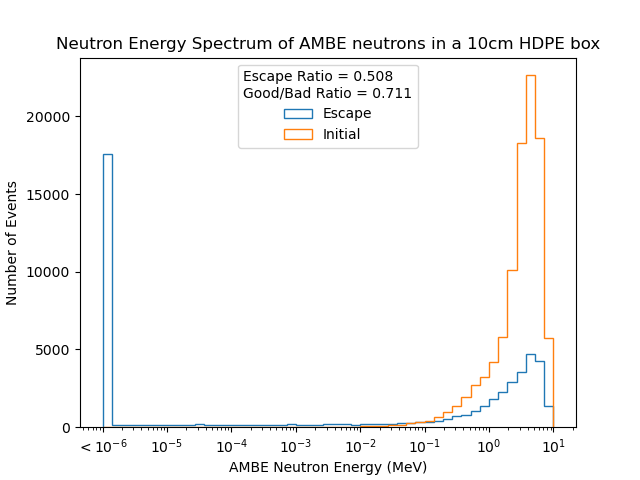 Neutron Energy Spectrum of AMBE neutrons in a 10cm HDPE box
Escape Ratio = 0.508
Good/Bad Ratio = 0.711
Escape
Initial
Number of Events
20000
15000
10000
5000
0
< 10⁻⁶ 10⁻⁵ 10⁻⁴ 10⁻³ 10⁻² 10⁻¹ 10⁰ 10¹
AMBE Neutron Energy (MeV)